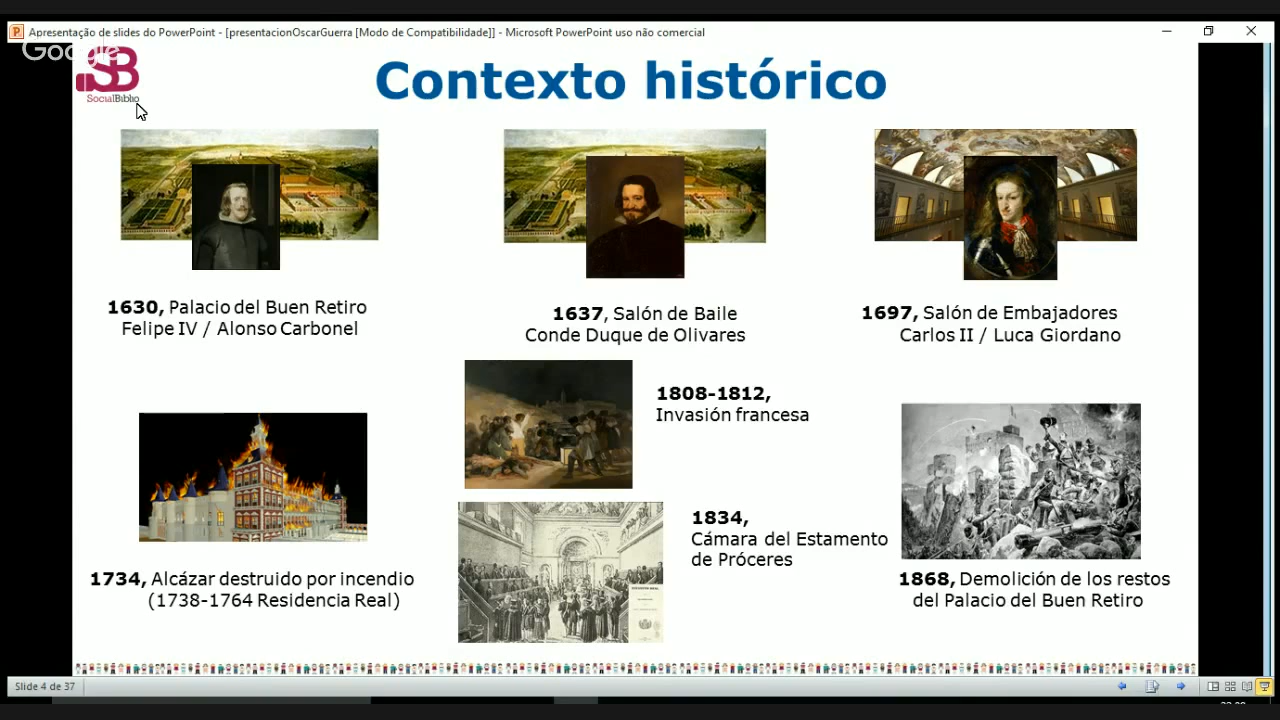 Apresentação de slides do PowerPoint - [presentacionOscarGuerra [Modo de Compatibilidade]] - Microsoft PowerPoint uso não comercial
Google
SB
SocialBiblio
Contexto histórico
1630, Palacio del Buen Retiro
Felipe IV / Alonso Carbonel
1637, Salón de Baile
Conde Duque de Olivares
1697, Salón de Embajadores
Carlos II / Luca Giordano
1808-1812,
Invasión francesa
1834,
Cámara del Estamento
de Próceres
1734, Alcázar destruido por incendio
(1738-1764 Residencia Real)
1868, Demolición de los restos
del Palacio del Buen Retiro
Slide 4 de 37